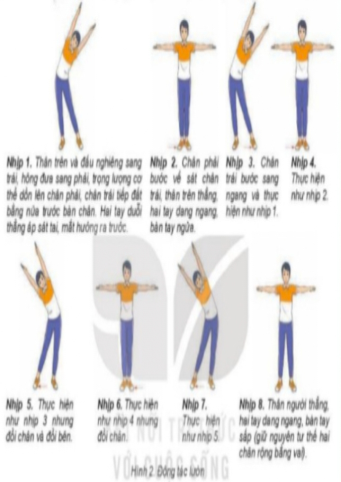 Nhịp 1. Thân trên và đầu nghiêng sang
trái, hông đưa sang phải, trọng lượng cơ
thể dồn lên chân phải, chân trái tiếp đất
bằng nửa trước bàn chân. Hai tay duỗi
thẳng áp sát tai, mắt hướng ra trước.
Nhịp 2. Chân phải
bước về sát chân
trái, thân trên thẳng,
hai tay dang ngang,
bàn tay ngửa.
Nhịp 3. Chân
trái bước sang
ngang và thực
hiện như nhịp 1.
Nhịp 4.
Thực hiện
như nhịp 2.
Nhịp 5. Thực hiện
như nhịp 3 nhưng
đổi chân và đổi bên.
Nhịp 6. Thực hiện
như nhịp 4 nhưng
đổi chân.
Nhịp 7.
Thực hiện
như nhịp 5.
Nhịp 8. Thân người thẳng,
hai tay dang ngang, bàn tay
sấp (giữ nguyên tư thế hai
chân rộng bằng vai).
NỐI TRI THỨC
VỚI CUỘC SỐNG
Hình 2. Động tác lườn